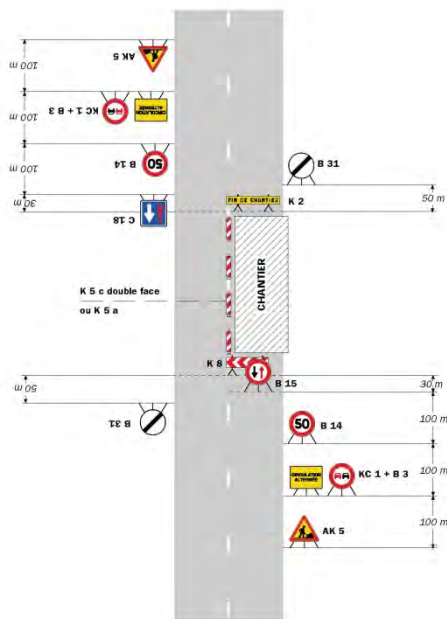 100 m
AK 5
100 m
KC 1 + B 3
CIRCULATION
ALTERNÉE
100 m
B 14
50
30 m
C 18
B 31
50 m
FIN DE CHANTIER
K 2
CHANTIER
K 5 c double face
ou K 5 a
K 8
B 15
50 m
B 31
30 m
50
B 14
100 m
CIRCULATION
ALTERNÉE
KC 1 + B 3
100 m
AK 5
100 m